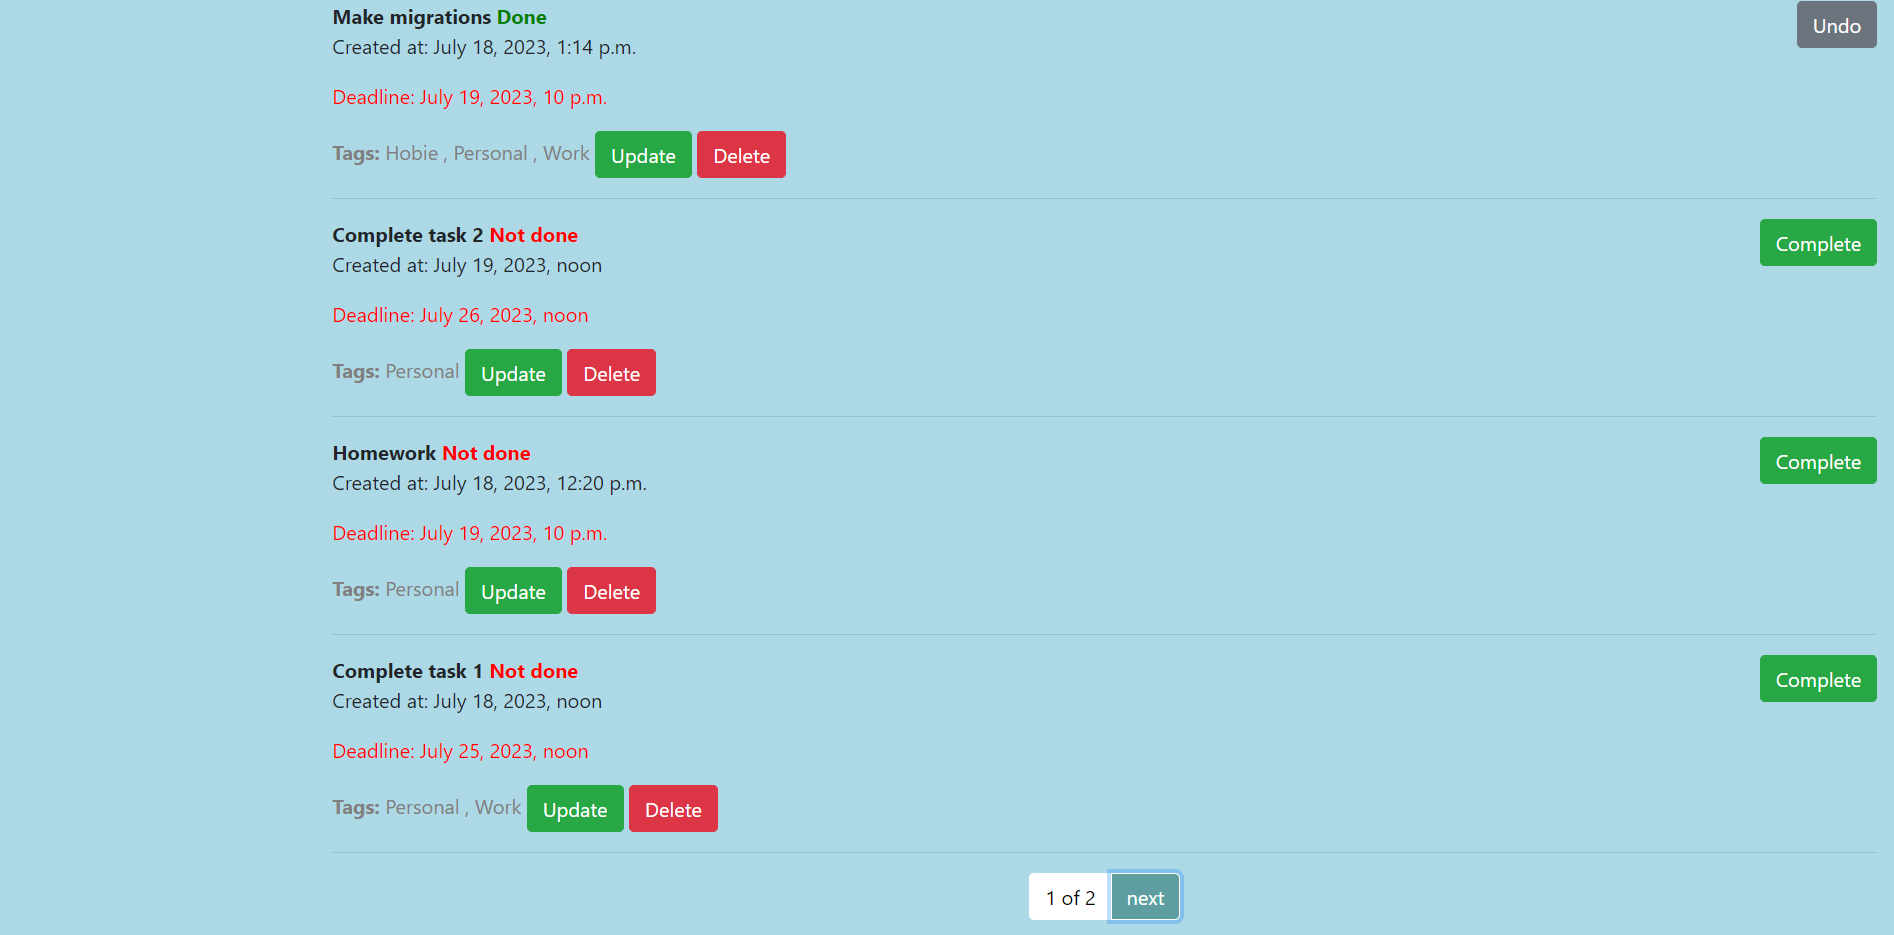 Make migrations Done
Undo
Created at: July 18, 2023, 1:14 p.m.
Deadline: July 19, 2023, 10 p.m.
Tags: Hobie , Personal , Work Update Delete
Complete task 2 Not done
Complete
Created at: July 19, 2023, noon
Deadline: July 26, 2023, noon
Tags: Personal Update Delete
Homework Not done
Complete
Created at: July 18, 2023, 12:20 p.m.
Deadline: July 19, 2023, 10 p.m.
Tags: Personal Update Delete
Complete task 1 Not done
Complete
Created at: July 18, 2023, noon
Deadline: July 25, 2023, noon
Tags: Personal , Work Update Delete
1 of 2 next